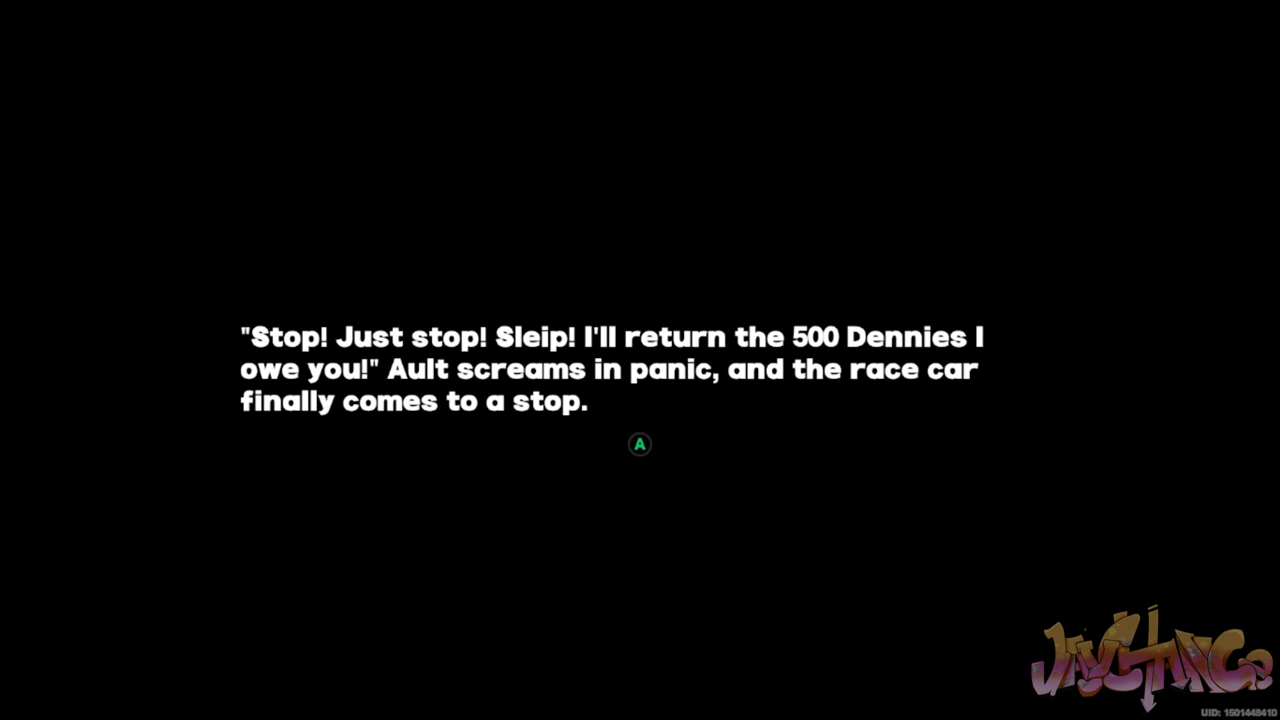 "Stop! Just stop! Sleip! I'll return the 500 Dennies I
owe you!" Ault screams in panic, and the race car
finally comes to a stop.
A
UID: 1501448410